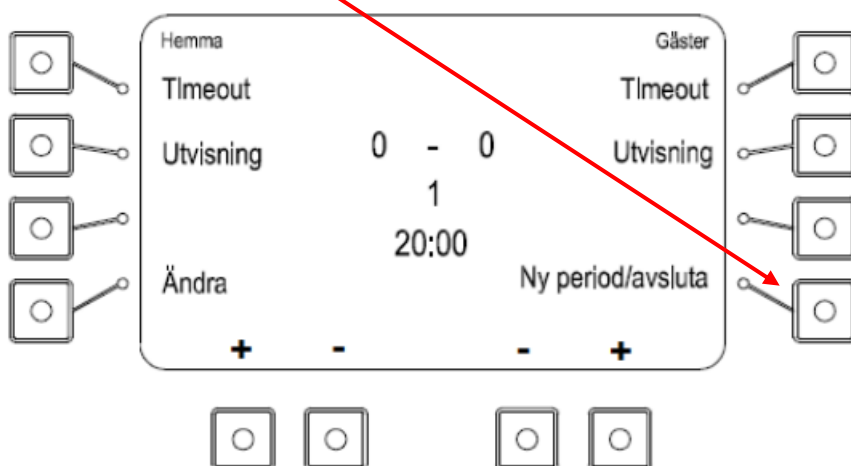 Hemma Gäster
TImeout TImeout
Utvisning 0 - 0 Utvisning
1
20:00
Ändra Ny period/avsluta
+ - - +